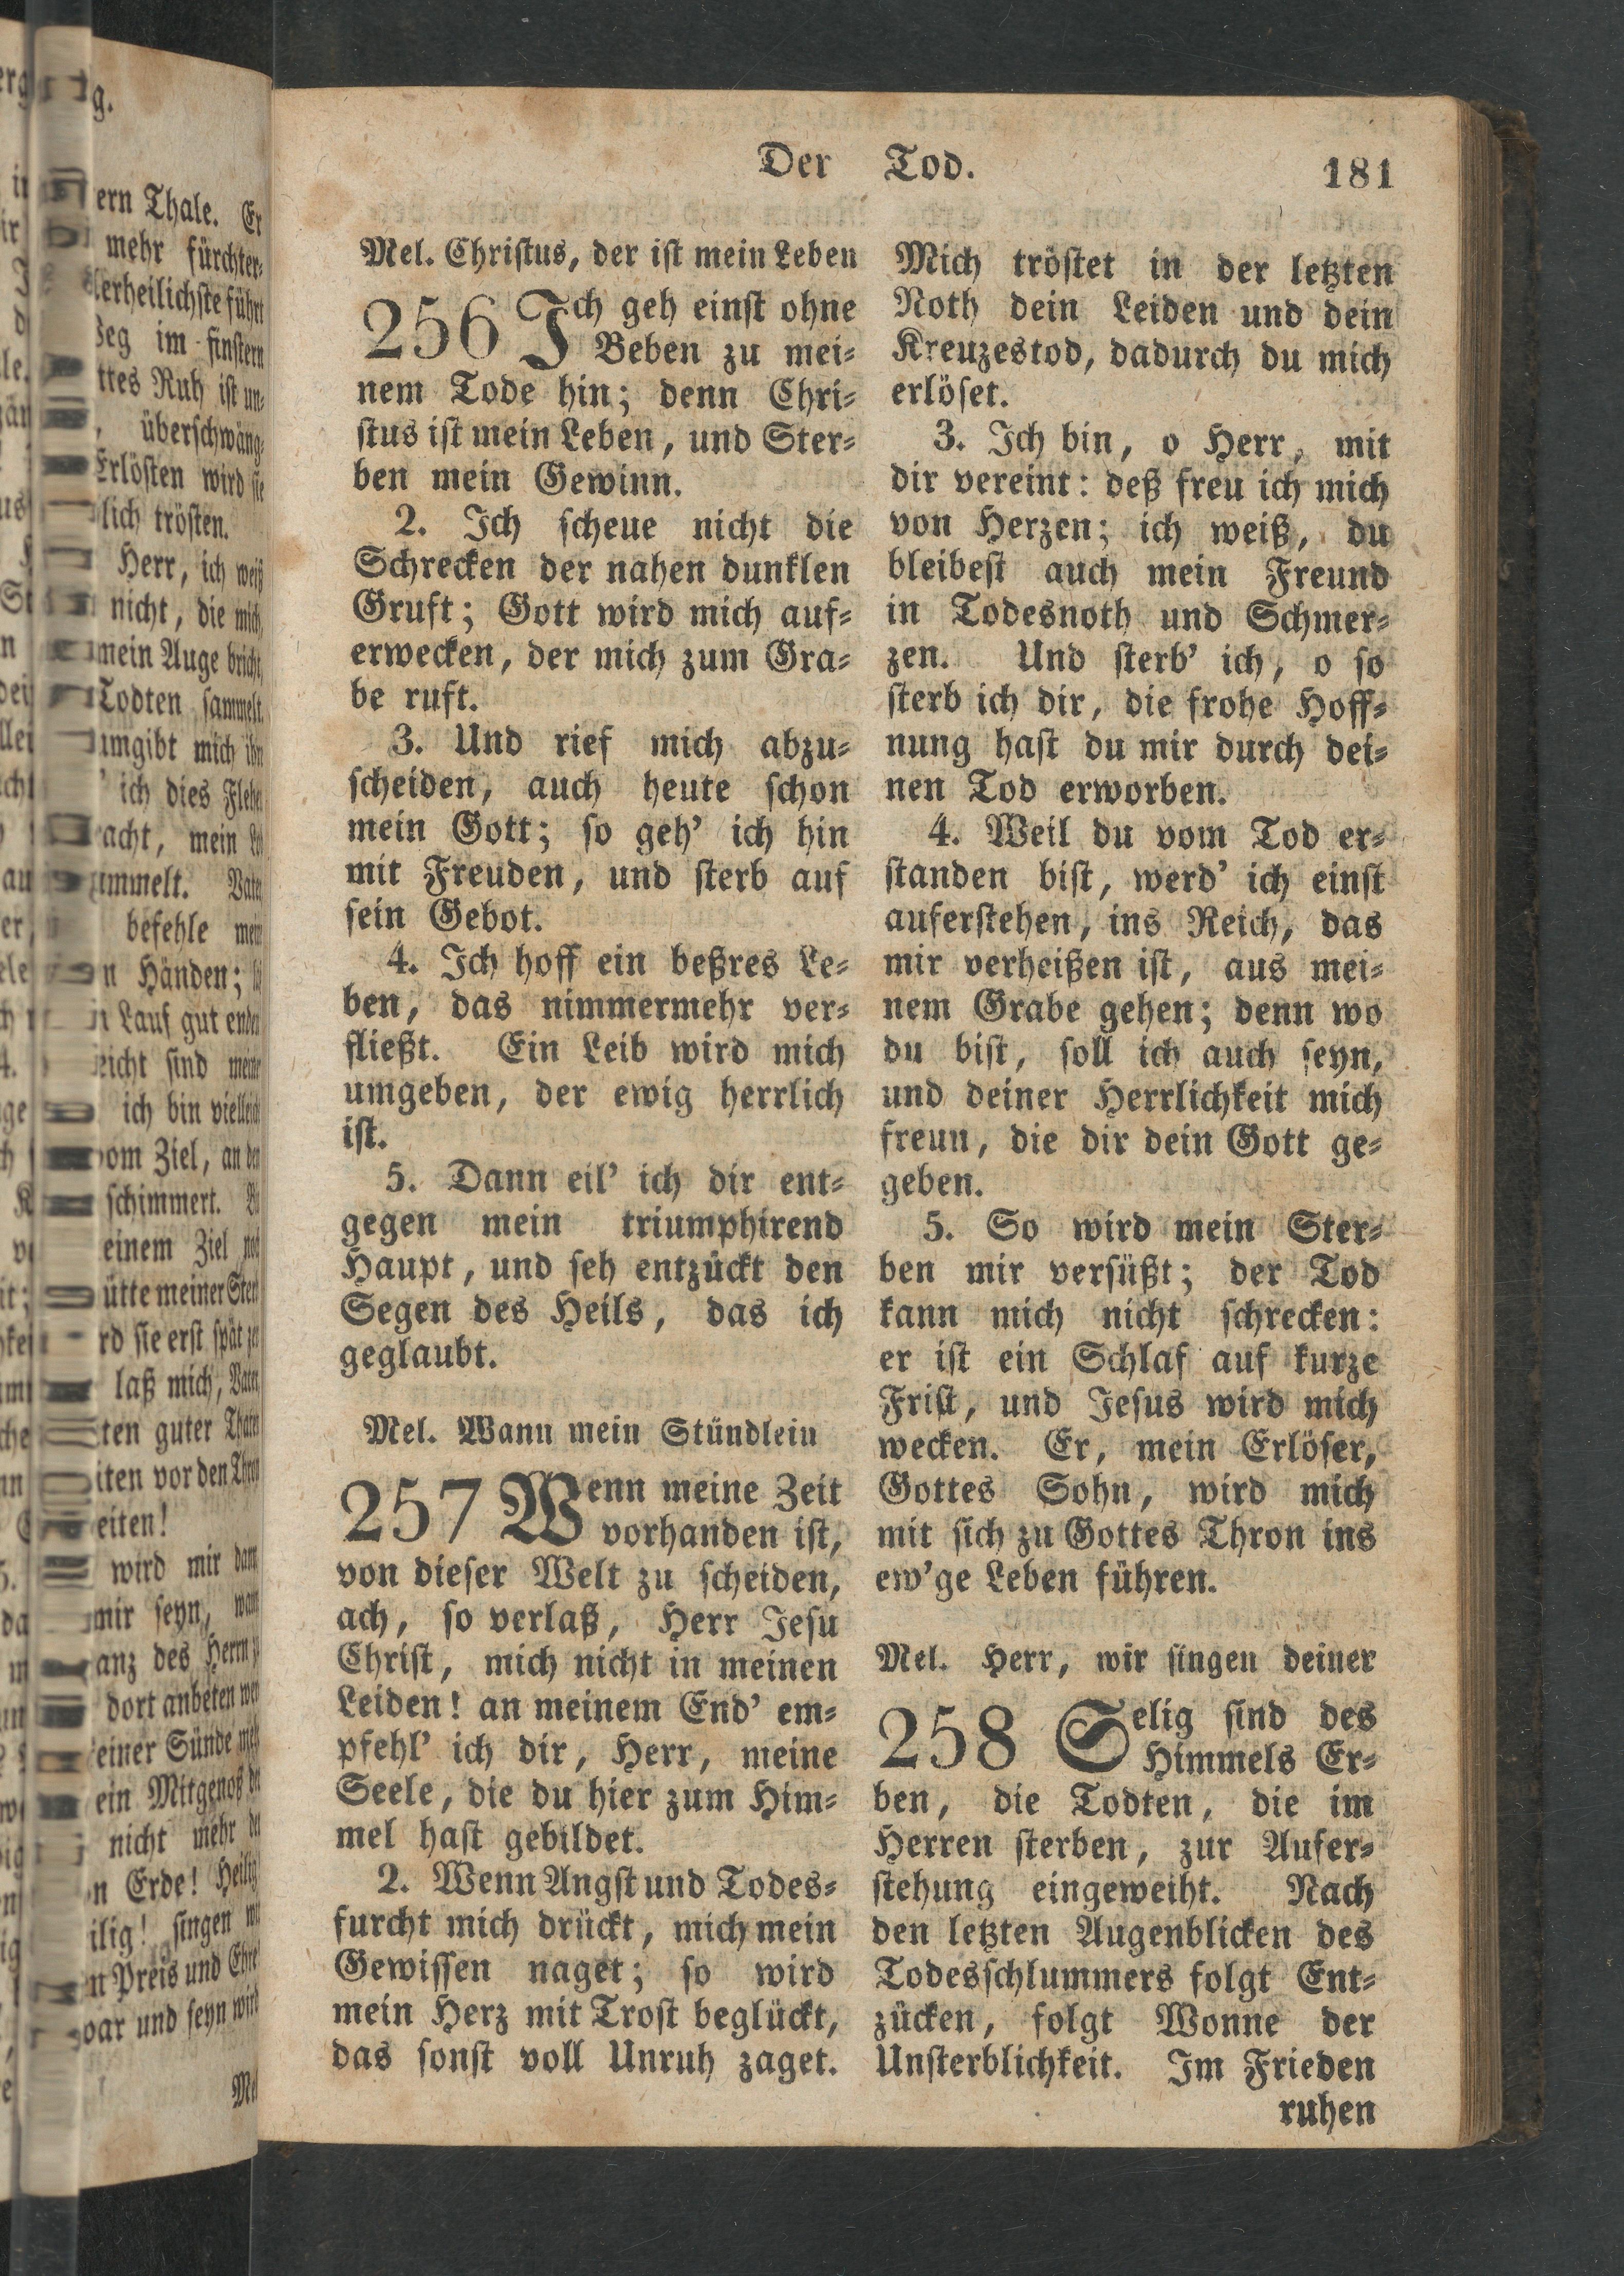 Der Tod.
181
Mel. Christus, der ist mein Leben
256 Ich geh einst ohne
Beben zu mei-
nem Tode hin; denn Chri-
stus ist mein Leben, und Ster-
ben mein Gewinn.
2. Ich scheue nicht die
Schrecken der nahen dunklen
Gruft; Gott wird mich auf-
erwecken, der mich zum Gra-
be ruft.
3. Und rief mich abzu-
scheiden, auch heute schon
mein Gott; so geh' ich hin
mit Freuden, und sterb auf
sein Gebot.
4. Ich hoff ein beßres Le-
ben, das nimmermehr ver-
fließt. Ein Leib wird mich
umgeben, der ewig herrlich
ist.
5. Dann eil' ich dir ent-
gegen mein triumphirend
Haupt, und seh entzückt den
Segen des Heils, das ich
geglaubt.
Mel. Wann mein Stündlein
257 Wenn meine Zeit
vorhanden ist,
von dieser Welt zu scheiden,
ach, so verlaß, Herr Jesu
Christ, mich nicht in meinen
Leiden! an meinem End' em-
pfehl' ich dir, Herr, meine
Seele, die du hier zum Him-
mel hast gebildet.
2. Wenn Angst und Todes-
furcht mich drückt, mich mein
Gewissen naget; so wird
mein Herz mit Trost beglückt,
das sonst voll Unruh zaget.
Mich tröstet in der letzten
Noth dein Leiden und dein
Kreuzestod, dadurch du mich
erlöset.
3. Ich bin, o Herr, mit
dir vereint: deß freu ich mich
von Herzen; ich weiß, du
bleibest auch mein Freund
in Todesnoth und Schmer-
zen. Und sterb' ich, o so
sterb ich dir, die frohe Hoff-
nung hast du mir durch dei-
nen Tod erworben.
4. Weil du vom Tod er-
standen bist, werd' ich einst
auferstehen, ins Reich, das
mir verheißen ist, aus mei-
nem Grabe gehen; denn wo
du bist, soll ich auch seyn,
und deiner Herrlichkeit mich
freun, die dir dein Gott ge-
geben.
5. So wird mein Ster-
ben mir versüßt; der Tod
kann mich nicht schrecken:
er ist ein Schlaf auf kurze
Frist, und Jesus wird mich
wecken. Er, mein Erlöser,
Gottes Sohn, wird mich
mit sich zu Gottes Thron ins
ew'ge Leben führen.
Mel. Herr, wir singen deiner
258 Selig sind des
Himmels Er-
ben, die Todten, die im
Herren sterben, zur Aufer-
stehung eingeweiht. Nach
den letzten Augenblicken des
Todesschlummers folgt Ent-
zücken, folgt Wonne der
Unsterblichkeit. Im Frieden
ruhen